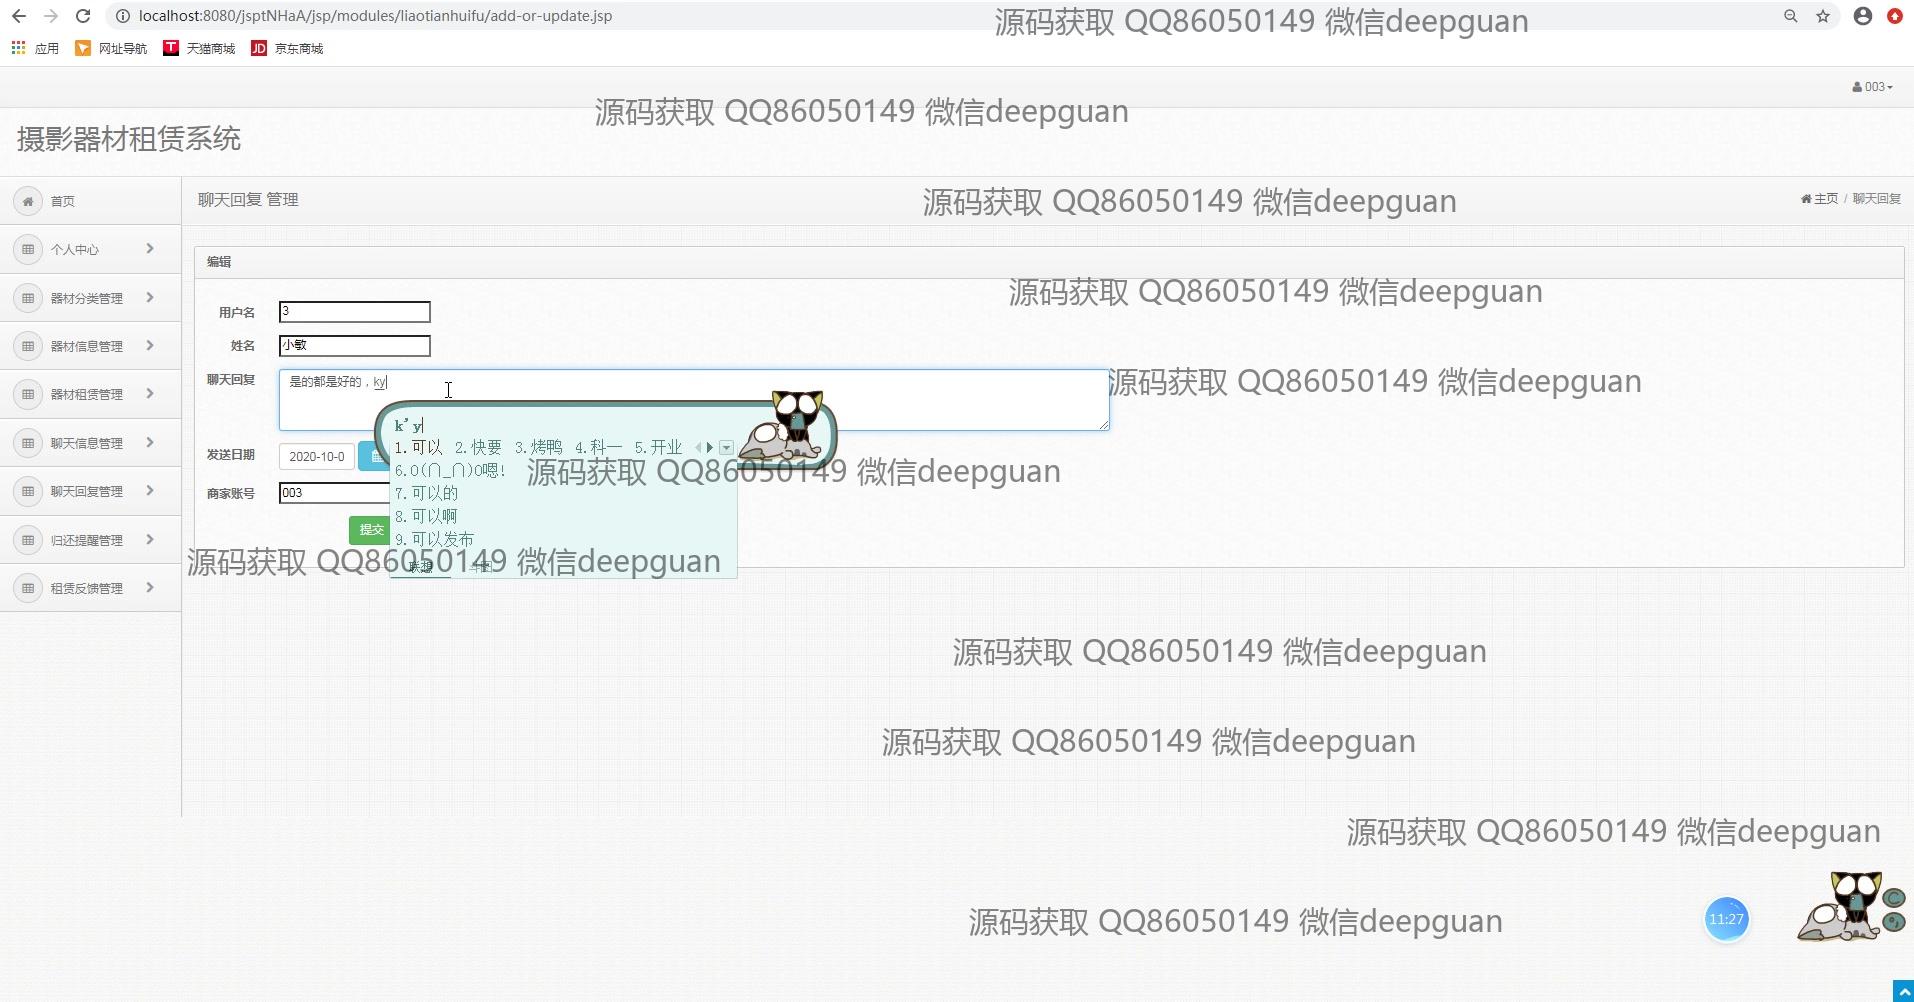 localhost:8080/jsptNHaA/jsp/modules/liaotianhuifu/add-or-update.jsp
源码获取 QQ86050149 微信deepguan
应用 网址导航 T 天猫商城 JD 京东商城
003
源码获取 QQ86050149 微信deepguan
摄影器材租赁系统
首页
聊天回复 管理
源码获取 QQ86050149 微信deepguan
主页 / 聊天回复
个人中心
编辑
器材分类管理
用户名 3
源码获取 QQ86050149 微信deepguan
器材信息管理
姓名 小敏
聊天回复 是的都是好的，ky
源码获取 QQ86050149 微信deepguan
器材租赁管理
k'y
1.可以 2.快要 3.烤鸭 4.科一 5.开业
聊天信息管理
发送日期 2020-10-0
6.O(∩_∩)O嗯!
源码获取 QQ86050149 微信deepguan
聊天回复管理
商家账号 003
7.可以的
8.可以啊
提交
9.可以发布
归还提醒管理
源码获取 QQ86050149 微信deepguan
联想
租赁反馈管理
源码获取 QQ86050149 微信deepguan
源码获取 QQ86050149 微信deepguan
源码获取 QQ86050149 微信deepguan
源码获取 QQ86050149 微信deepguan
11:27